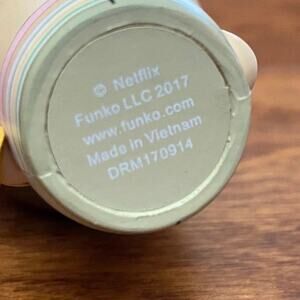 © Netflix
Funko LLC 2017
www.funko.com
Made in Vietnam
DRM170914